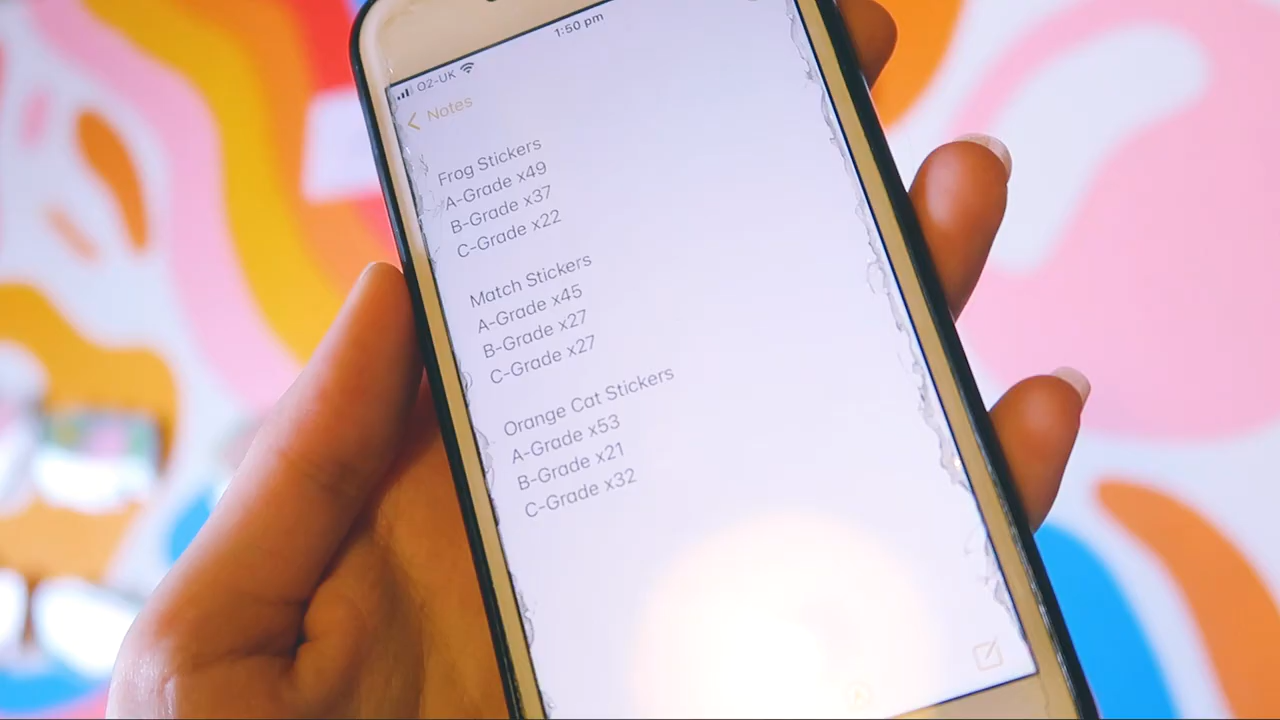 1:50 pm
O2-UK
Notes
Frog Stickers
A-Grade x49
B-Grade x37
C-Grade x22
Match Stickers
A-Grade x45
B-Grade x27
C-Grade x27
Orange Cat Stickers
A-Grade x53
B-Grade x21
C-Grade x32